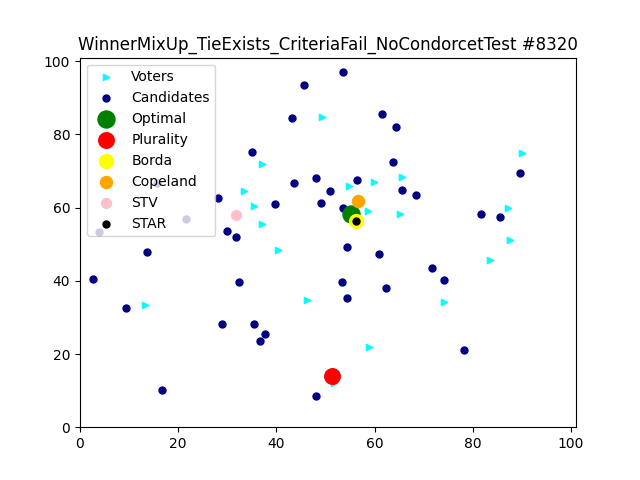 WinnerMixUp_TieExists_CriteriaFail_NoCondorcetTest #8320
Voters
Candidates
Optimal
Plurality
Borda
Copeland
STV
STAR
100
80
60
40
20
0
0 20 40 60 80 100